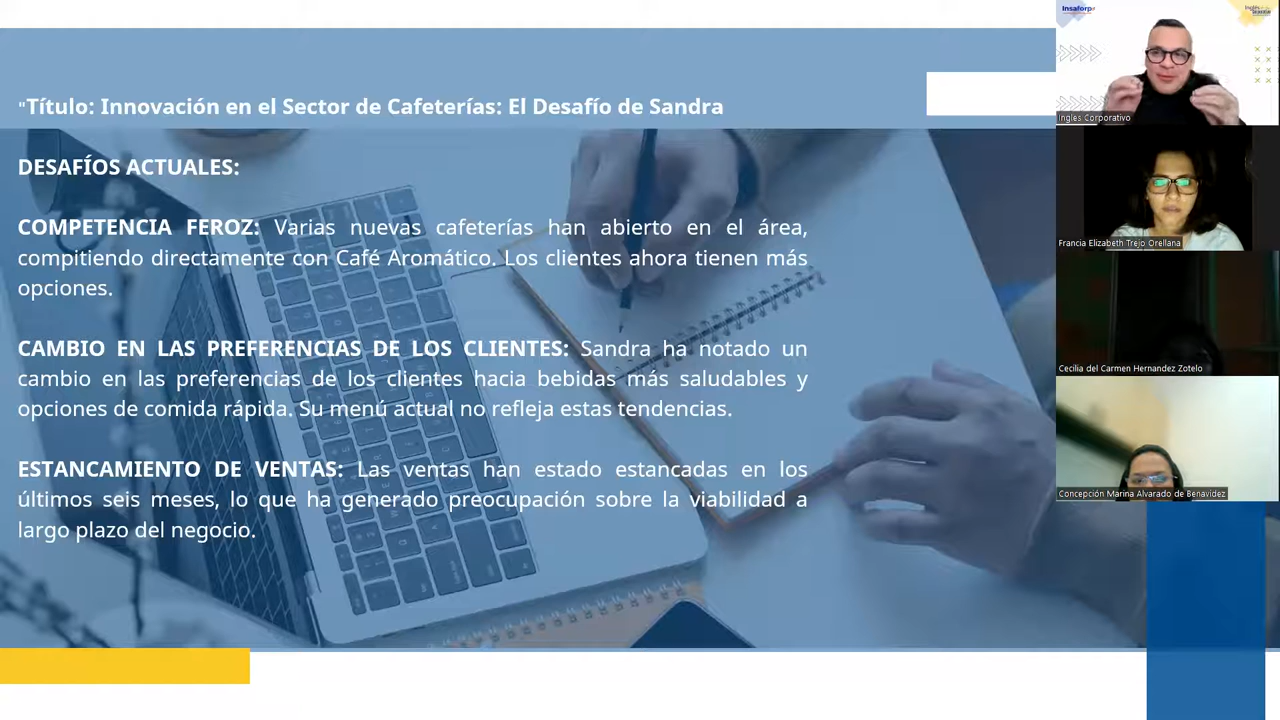 "Título: Innovación en el Sector de Cafeterías: El Desafío de Sandra
DESAFÍOS ACTUALES:
COMPETENCIA FEROZ: Varias nuevas cafeterías han abierto en el área,
compitiendo directamente con Café Aromático. Los clientes ahora tienen más
opciones.
CAMBIO EN LAS PREFERENCIAS DE LOS CLIENTES: Sandra ha notado un
cambio en las preferencias de los clientes hacia bebidas más saludables y
opciones de comida rápida. Su menú actual no refleja estas tendencias.
ESTANCAMIENTO DE VENTAS: Las ventas han estado estancadas en los
últimos seis meses, lo que ha generado preocupación sobre la viabilidad a
largo plazo del negocio.
Insaforp
Ingles Corporativo
Francia Elizabeth Trejo Orellana
Cecilia del Carmen Hernandez Zotelo
Concepción Marina Alvarado de Benavidez